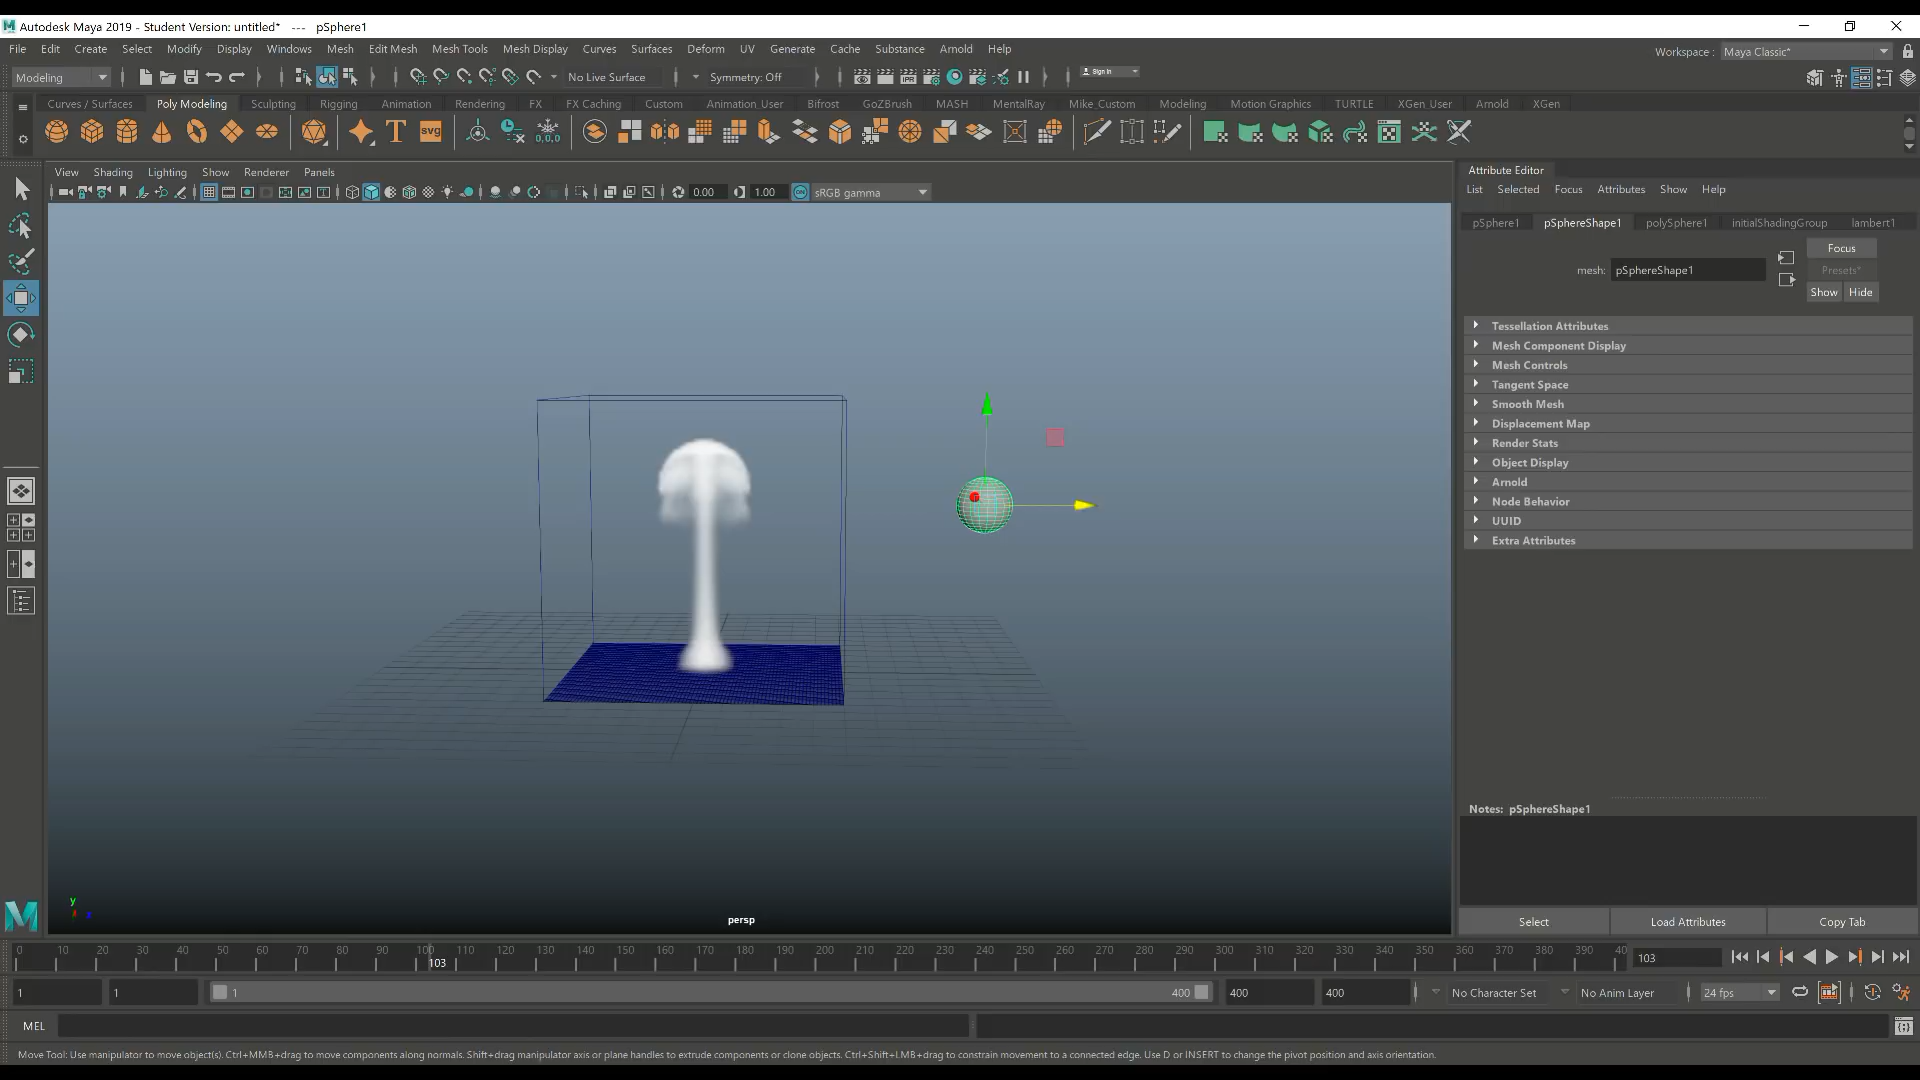 Autodesk Maya 2019 - Student Version: untitled*   ---   pSphere1
File Edit Create Select Modify Display Windows Mesh Edit Mesh Mesh Tools Mesh Display Curves Surfaces Deform UV Generate Cache Substance Arnold Help
Workspace : Maya Classic*
Modeling No Live Surface Symmetry: Off Sign In
Curves / Surfaces Poly Modeling Sculpting Rigging Animation Rendering FX FX Caching Custom Animation_User Bifrost GoZBrush MASH MentalRay Mike_Custom Modeling Motion Graphics TURTLE XGen_User Arnold XGen
T svg 0,0,0
View Shading Lighting Show Renderer Panels
0.00 1.00 ON sRGB gamma
Attribute Editor
List Selected Focus Attributes Show Help
pSphere1 pSphereShape1 polySphere1 initialShadingGroup lambert1
Focus
mesh: pSphereShape1 Presets*
Show Hide
Tessellation Attributes
Mesh Component Display
Mesh Controls
Tangent Space
Smooth Mesh
Displacement Map
Render Stats
Object Display
Arnold
Node Behavior
UUID
Extra Attributes
Notes: pSphereShape1
Select Load Attributes Copy Tab
y
z
persp
0 10 20 30 40 50 60 70 80 90 100 110 120 130 140 150 160 170 180 190 200 210 220 230 240 250 260 270 280 290 300 310 320 330 340 350 360 370 380 390 40
103 103
1 1 1 400 400 400 No Character Set No Anim Layer 24 fps
MEL
Move Tool: Use manipulator to move object(s). Ctrl+MMB+drag to move components along normals. Shift+drag manipulator axis or plane handles to extrude components or clone objects. Ctrl+Shift+LMB+drag to constrain movement to a connected edge. Use D or INSERT to change the pivot position and axis orientation.